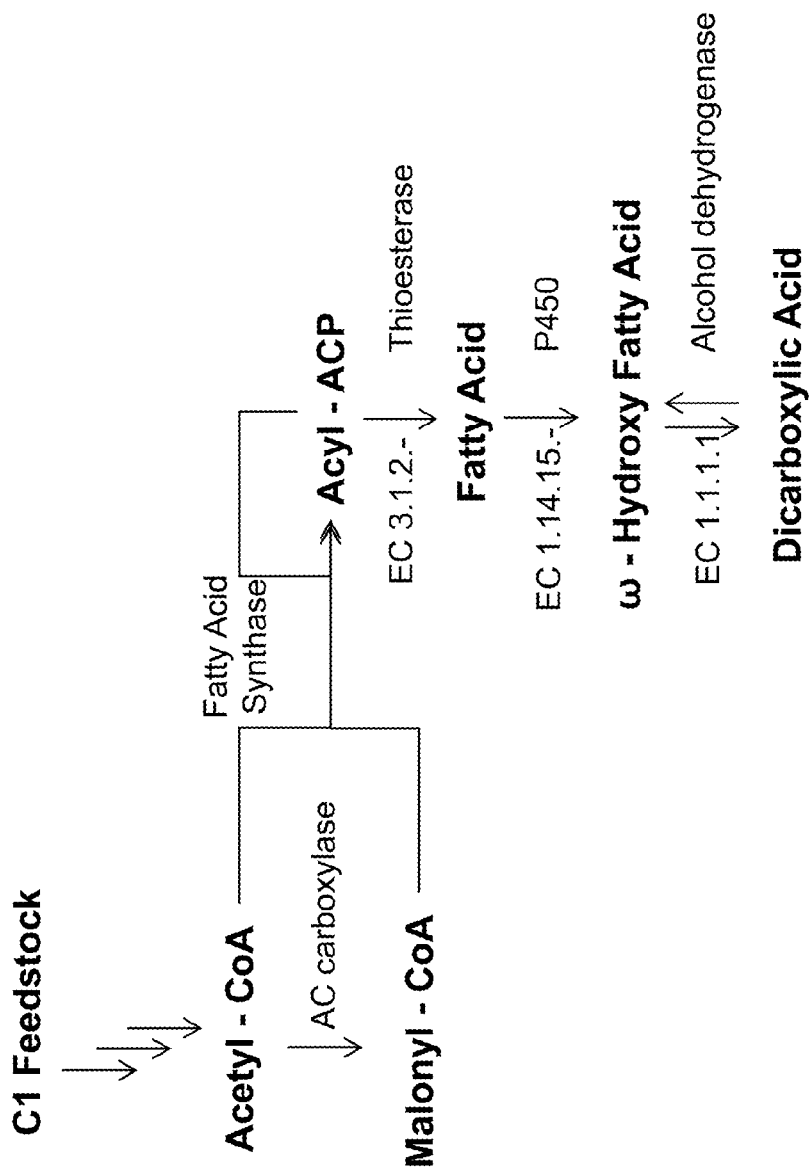 C1 Feedstock
Acetyl - CoA
AC carboxylase
Malonyl - CoA
Fatty Acid
Synthase
Acyl - ACP
EC 3.1.2.-
Thioesterase
Fatty Acid
EC 1.14.15.-
P450
ω - Hydroxy Fatty Acid
EC 1.1.1.1
Alcohol dehydrogenase
Dicarboxylic Acid